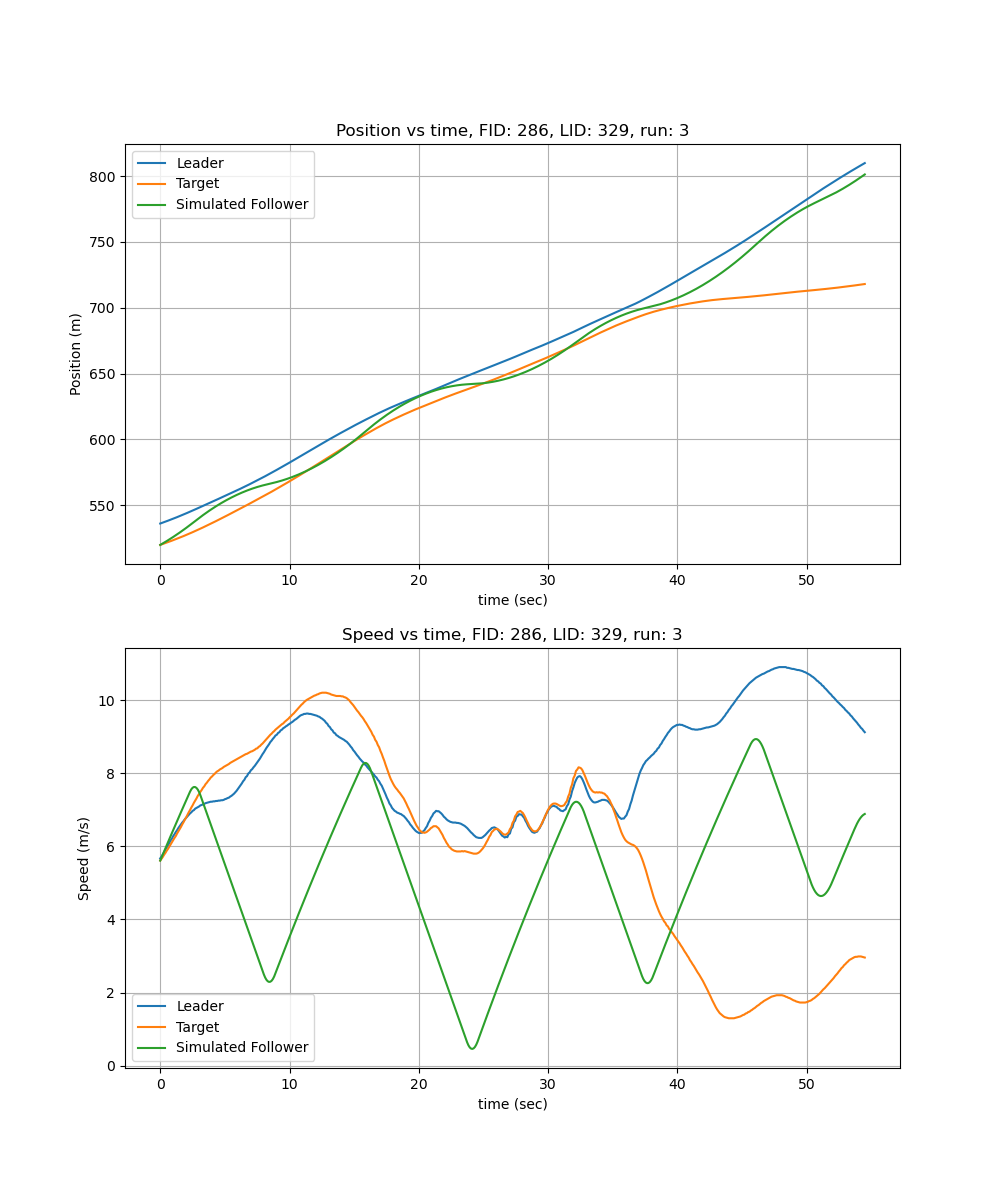 Position vs time, FID: 286, LID: 329, run: 3
Leader
Target
Simulated Follower
800
750
700
650
600
550
Position (m)
0 10 20 30 40 50
time (sec)
Speed vs time, FID: 286, LID: 329, run: 3
10
8
6
4
2
0
Speed (m/s)
Leader
Target
Simulated Follower
0 10 20 30 40 50
time (sec)